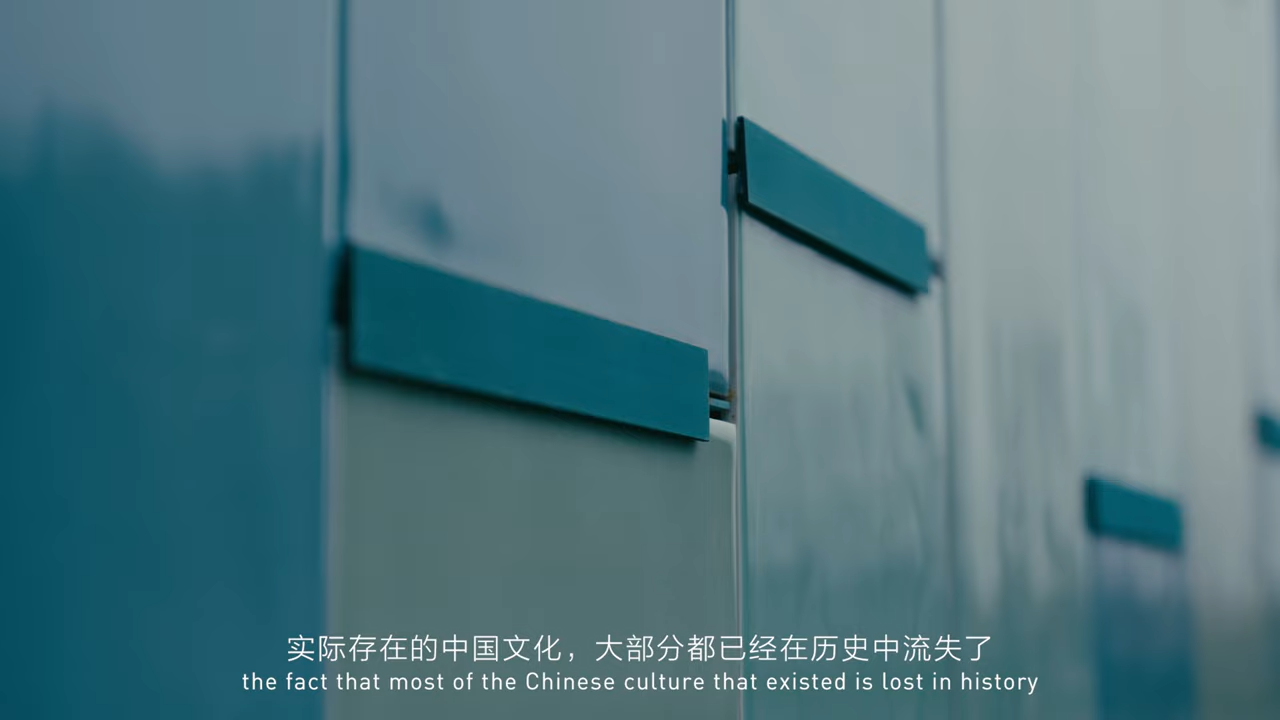 实际存在的中国文化，大部分都已经在历史中流失了
the fact that most of the Chinese culture that existed is lost in history